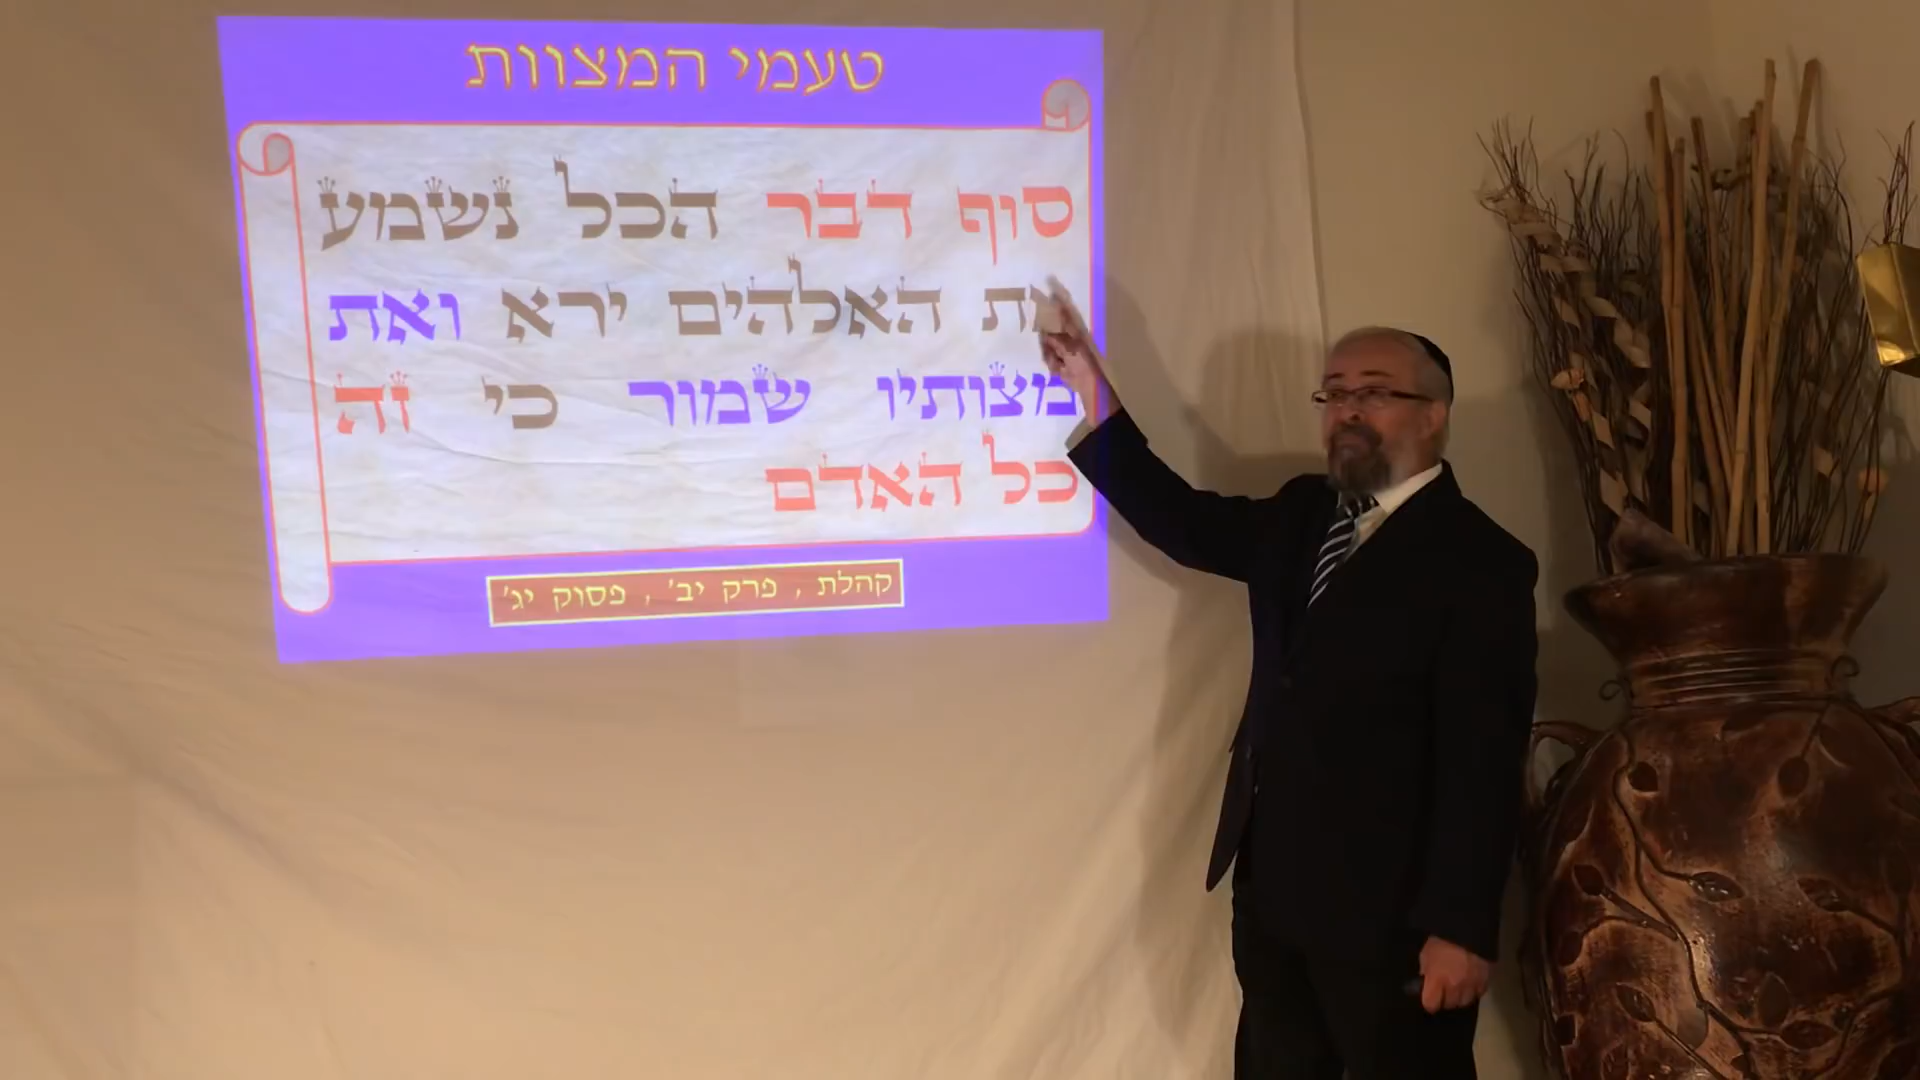 טעמי המצוות
סוף דבר הכל נשמע
את האלהים ירא ואת
מצותיו שמור כי זה
כל האדם
קהלת , פרק יב' , פסוק יג'